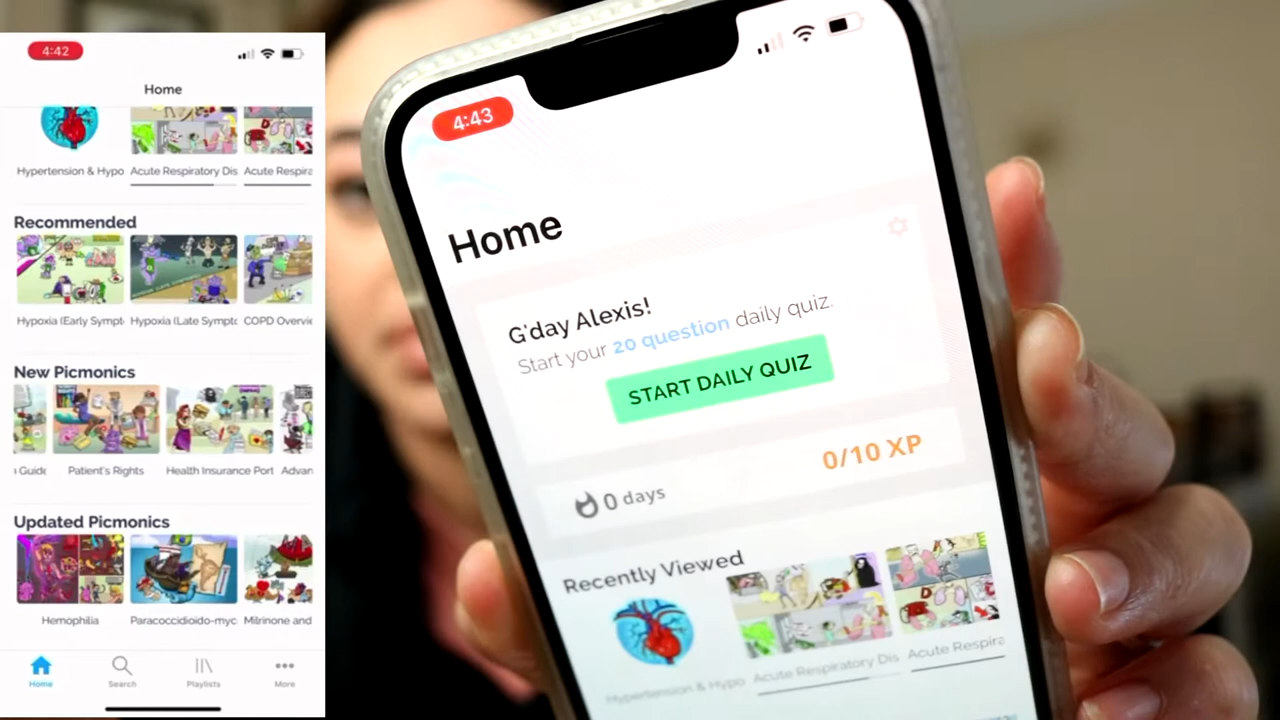 4:42
Home
Hypertension & Hypo
Acute Respiratory Dis
Acute Respira
Recommended
Hypoxia (Early Sympt
Hypoxia (Late Sympto
COPD Overvie
New Picmonics
Guide
Patient's Rights
Health Insurance Port
Advan
Updated Picmonics
Hemophilia
Paracoccidioido-myc
Milrinone and
Home
Search
Playlists
More
4:43
Home
G'day Alexis!
Start your 20 question daily quiz.
START DAILY QUIZ
0/10 XP
0 days
Recently Viewed
Hypertension & Hypo
Acute Respiratory Dis
Acute Respira